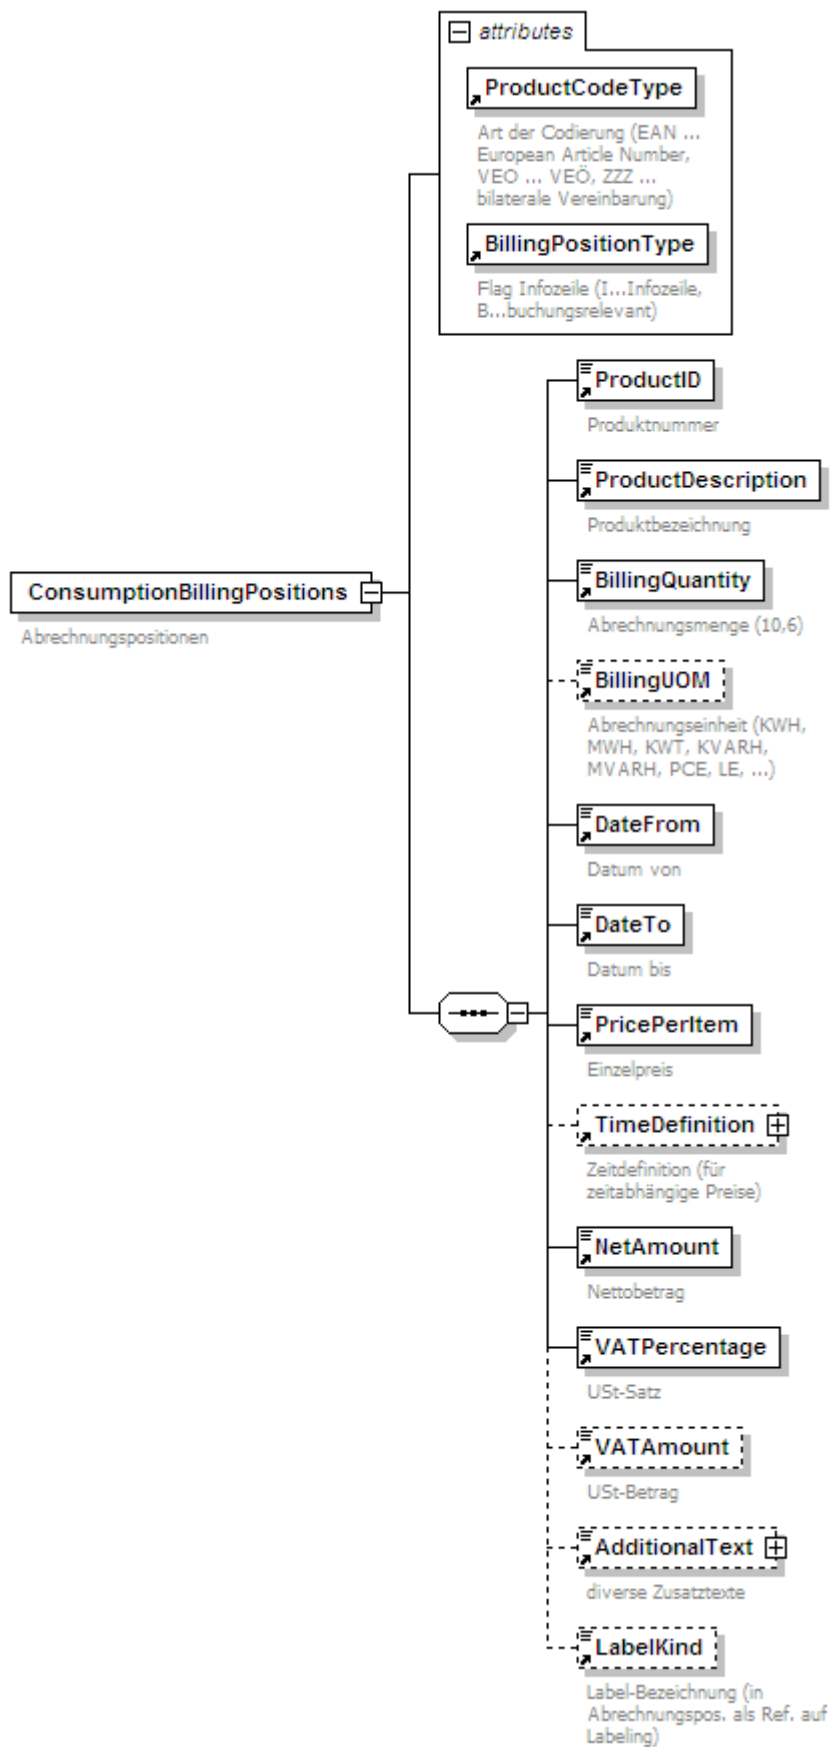 attributes
ProductCodeType
Art der Codierung (EAN ...
European Article Number,
VEO ... VEÖ, ZZZ ...
bilaterale Vereinbarung)
BillingPositionType
Flag Infozeile (I...Infozeile,
B...buchungsrelevant)
ConsumptionBillingPositions
Abrechnungspositionen
ProductID
Produktnummer
ProductDescription
Produktbezeichnung
BillingQuantity
Abrechnungsmenge (10,6)
BillingUOM
Abrechnungseinheit (KWH,
MWH, KWT, KVARH,
MVARH, PCE, LE, ...)
DateFrom
Datum von
DateTo
Datum bis
PricePerItem
Einzelpreis
TimeDefinition
Zeitdefinition (für
zeitabhängige Preise)
NetAmount
Nettobetrag
VATPercentage
USt-Satz
VATAmount
USt-Betrag
AdditionalText
diverse Zusatztexte
LabelKind
Label-Bezeichnung (in
Abrechnungspos. als Ref. auf
Labeling)